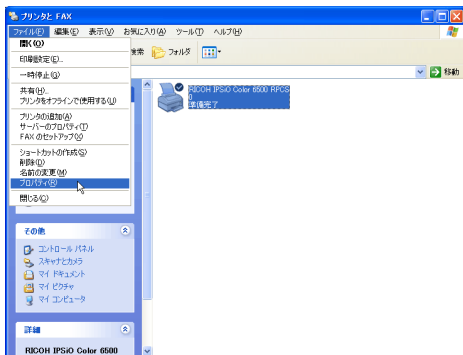 プリンタと FAX
ファイル(F) 編集(E) 表示(V) お気に入り(A) ツール(T) ヘルプ(H)
開く(O)
印刷設定(E)...
一時停止(G)
共有(H)...
プリンタをオフラインで使用する(U)
プリンタの追加(A)
サーバーのプロパティ(T)
FAX のセットアップ(X)
ショートカットの作成(S)
削除(D)
名前の変更(M)
プロパティ(R)
閉じる(C)
検索 フォルダ
移動
RICOH IPSiO Color 6500 RPCS
0
準備完了
その他
コントロール パネル
スキャナとカメラ
マイ ドキュメント
マイ ピクチャ
マイ コンピュータ
詳細
RICOH IPSiO Color 6500